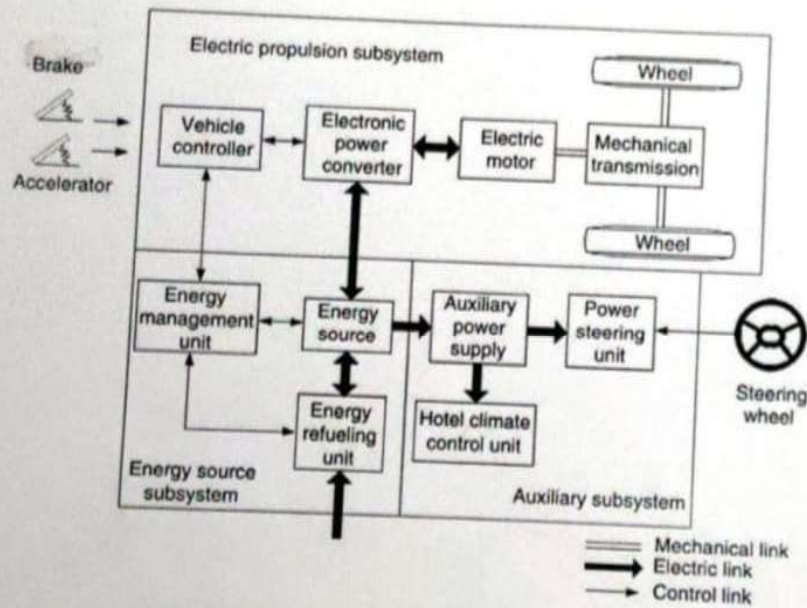 Electric propulsion subsystem
Brake
Accelerator
Vehicle
controller
Electronic
power
converter
Electric
motor
Mechanical
transmission
Wheel
Wheel
Energy
management
unit
Energy
source
Auxiliary
power
supply
Power
steering
unit
Steering
wheel
Energy
refueling
unit
Hotel climate
control unit
Energy source
subsystem
Auxiliary subsystem
Mechanical link
Electric link
Control link